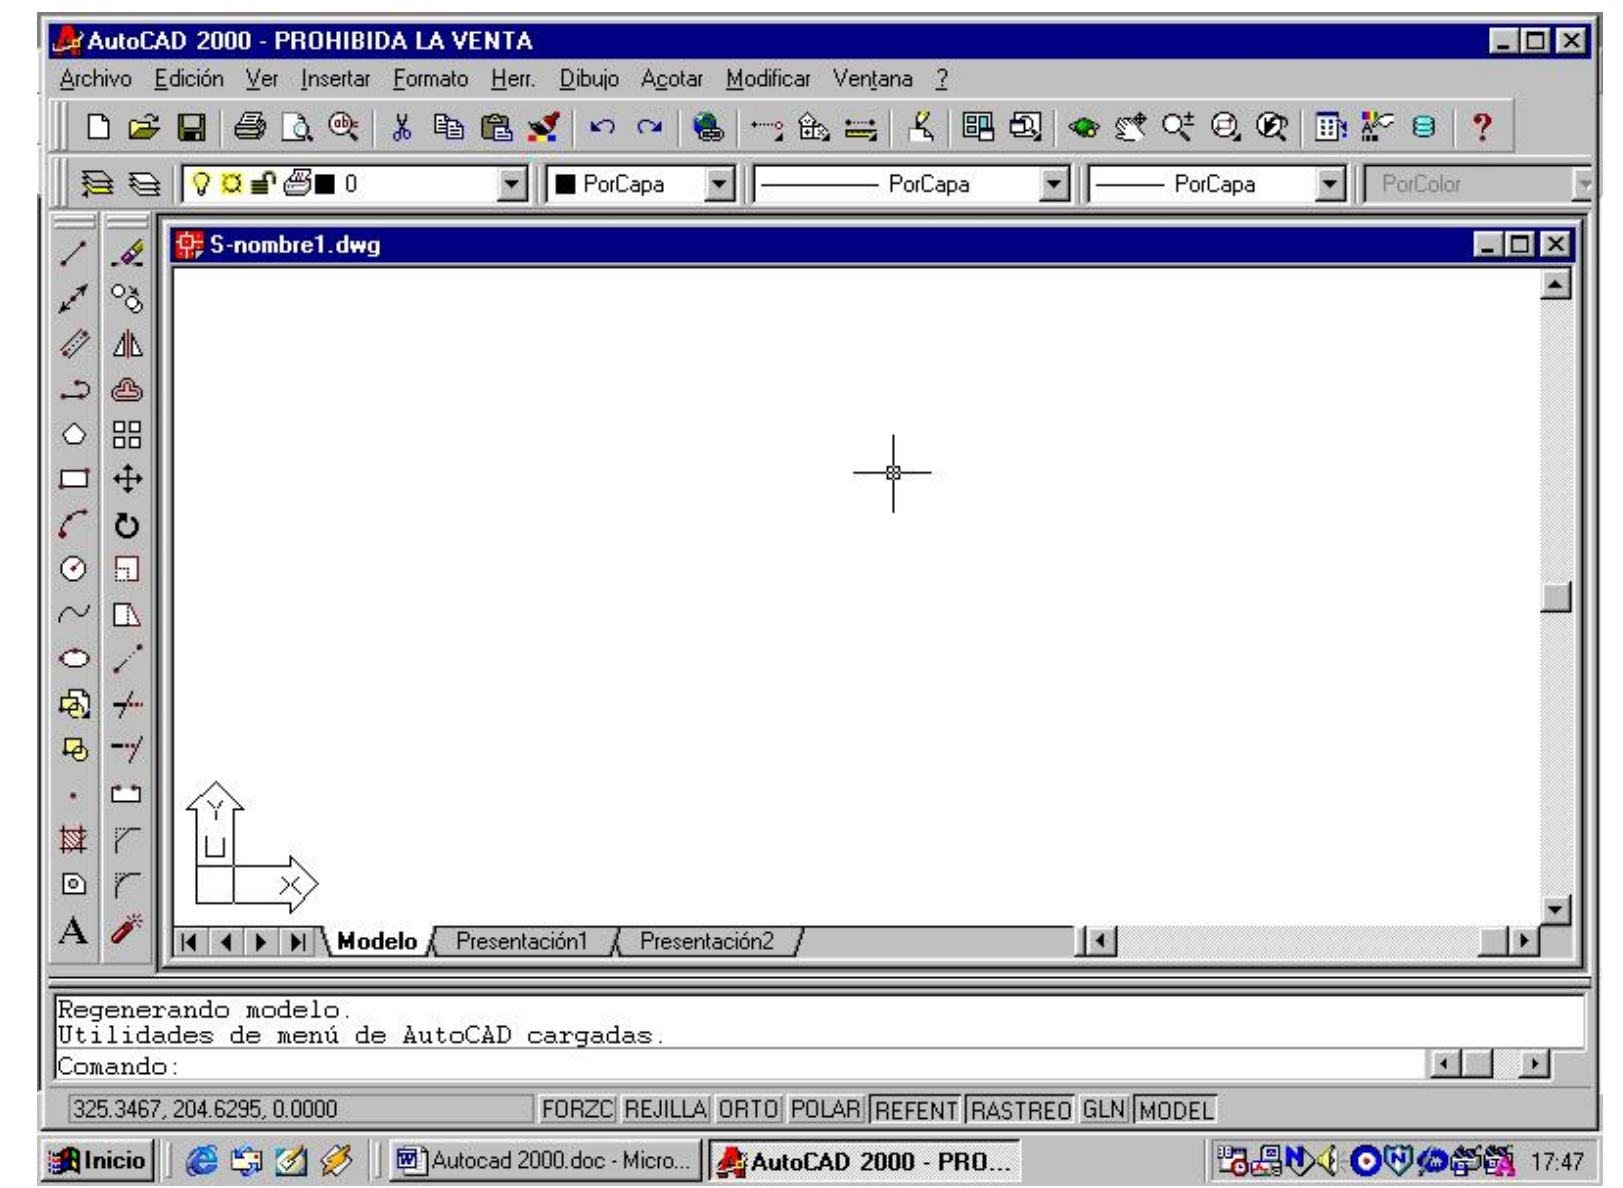 AutoCAD 2000 - PROHIBIDA LA VENTA
Archivo Edición Ver Insertar Formato Herr. Dibujo Acotar Modificar Ventana ?
0 PorCapa PorCapa PorCapa PorColor
S-nombre1.dwg
Y
U
X
A
Modelo Presentación1 Presentación2
Regenerando modelo.
Utilidades de menú de AutoCAD cargadas.
Comando:
325.3467, 204.6295, 0.0000 FORZC REJILLA ORTO POLAR REFENT RASTREO GLN MODEL
Inicio Autocad 2000.doc - Micro... AutoCAD 2000 - PRO... 17:47